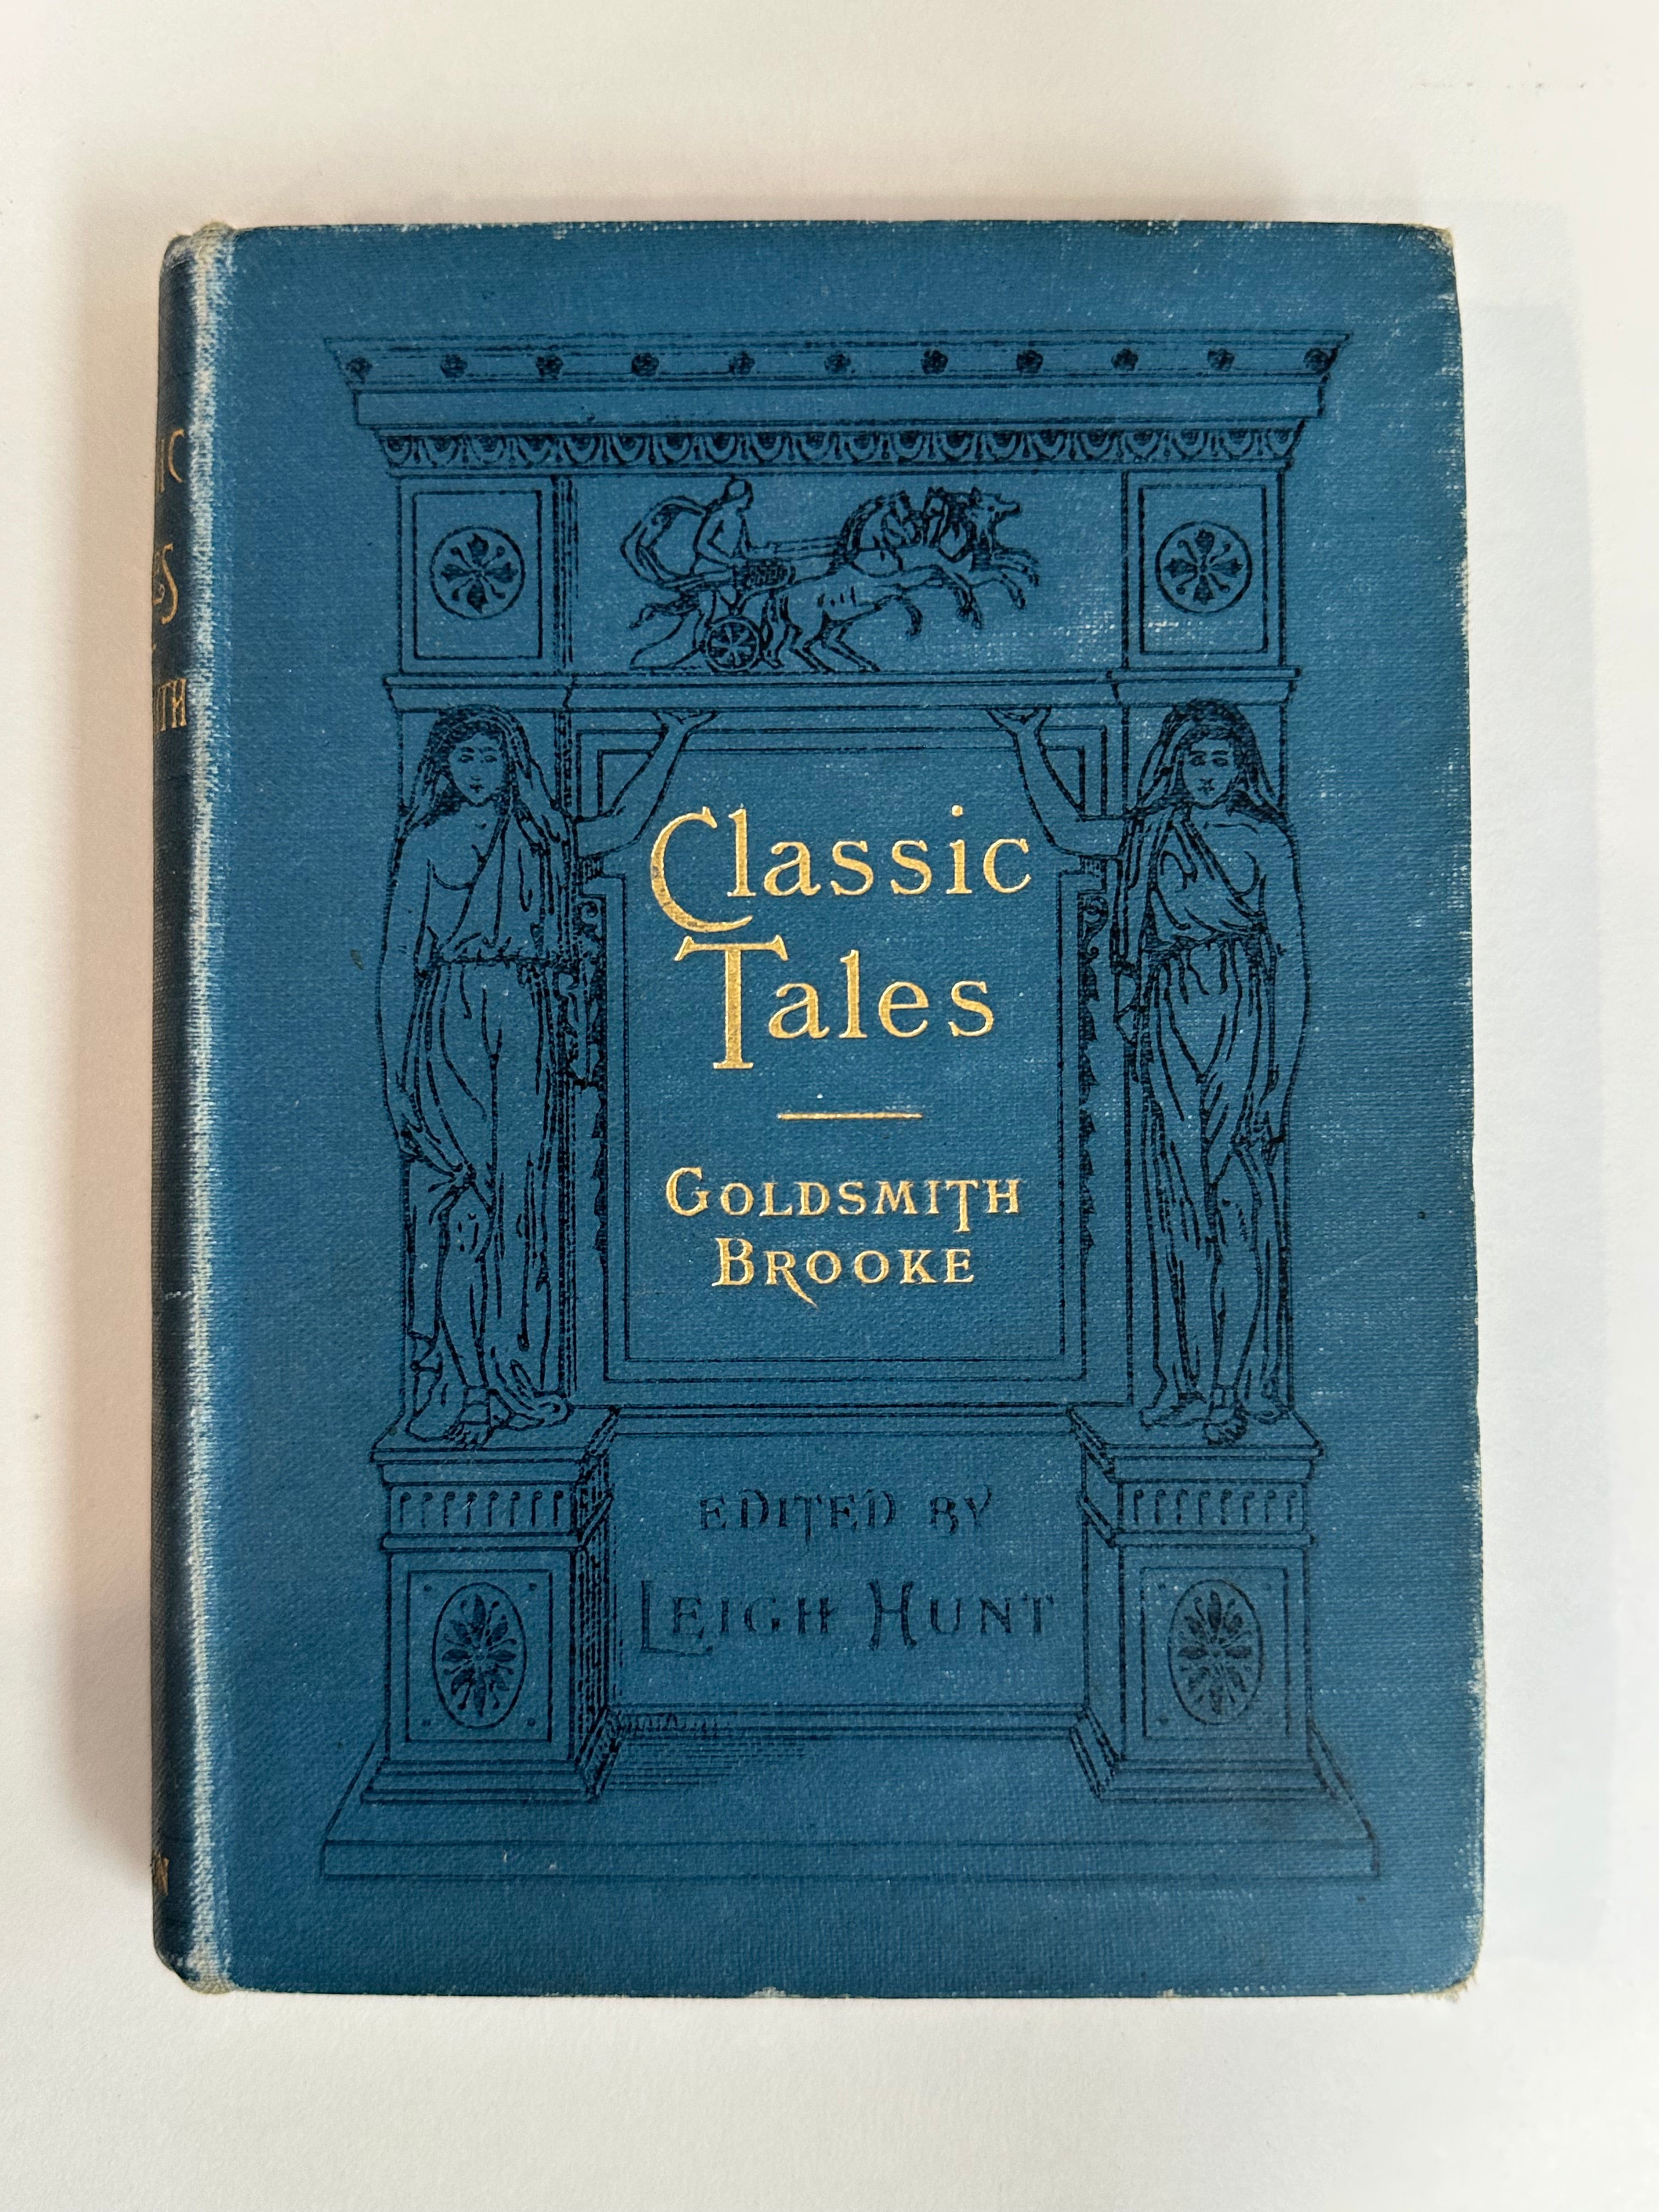 Classic
Tales
GOLDSMITH
BROOKE
EDITED BY
LEIGH HUNT